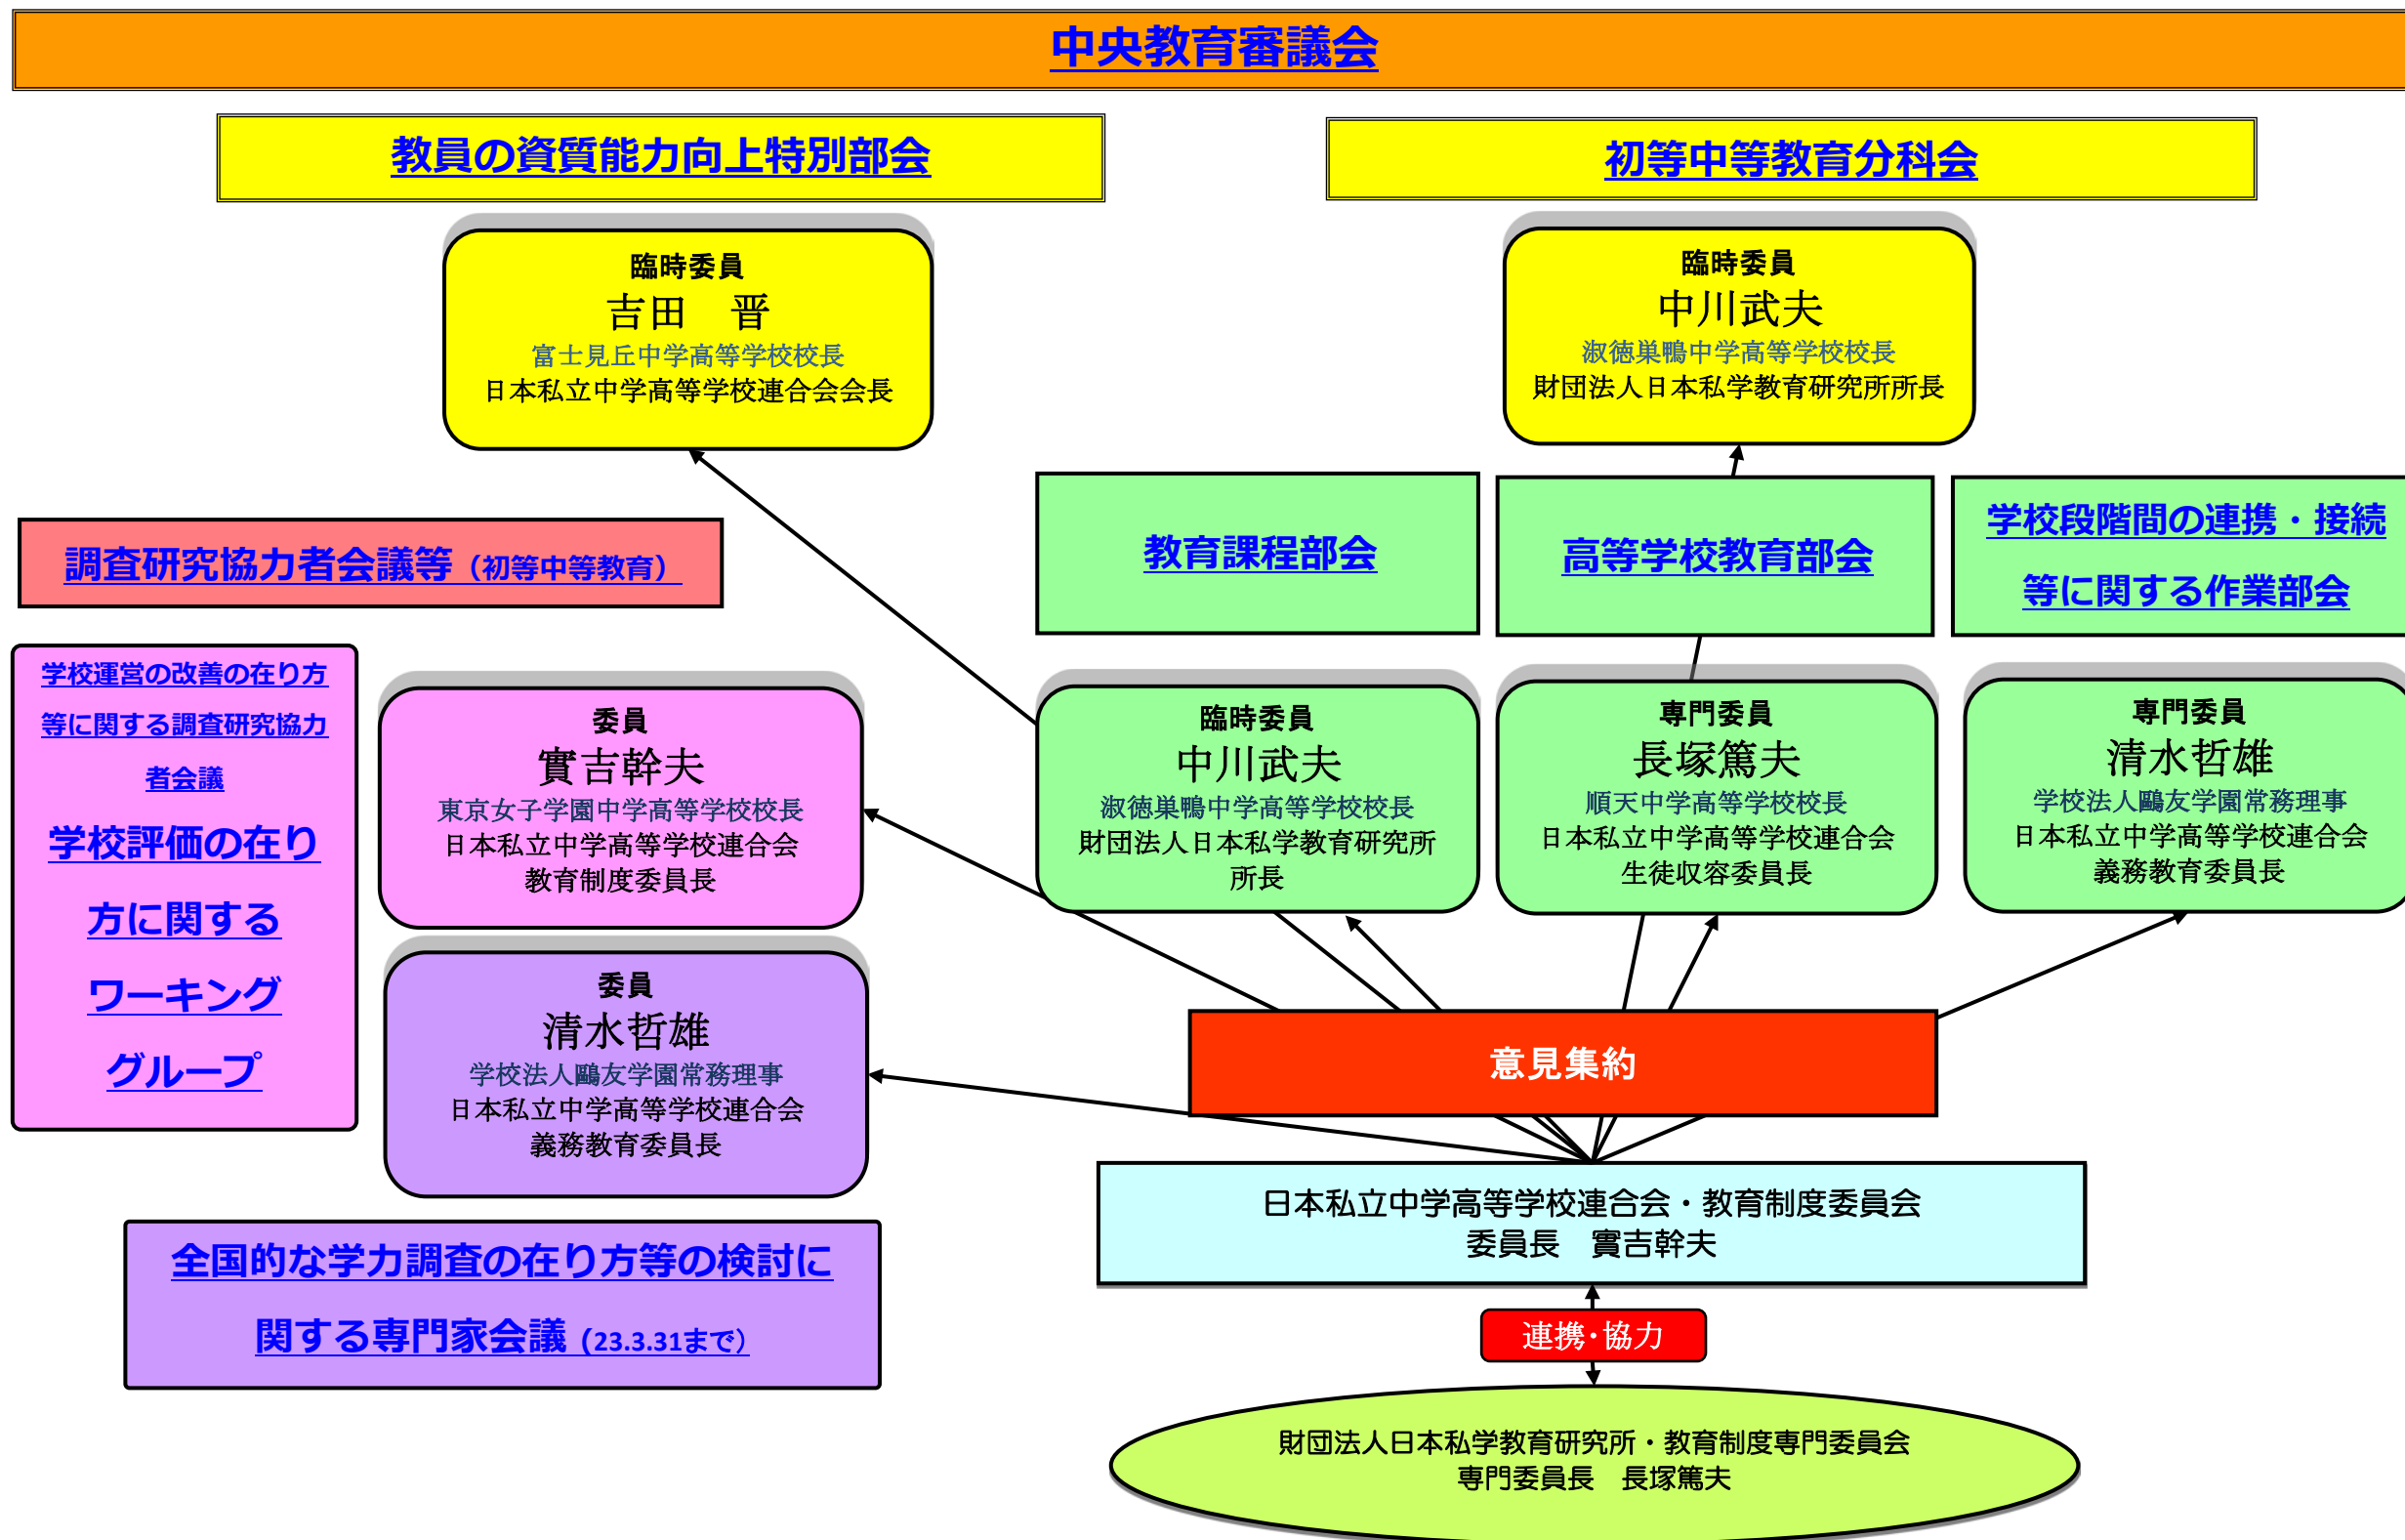 中央教育審議会
教員の資質能力向上特別部会
初等中等教育分科会
臨時委員
吉田　晋
富士見丘中学高等学校校長
日本私立中学高等学校連合会会長
臨時委員
中川武夫
淑徳巣鴨中学高等学校校長
財団法人日本私学教育研究所所長
調査研究協力者会議等（初等中等教育）
教育課程部会
高等学校教育部会
学校段階間の連携・接続
等に関する作業部会
学校運営の改善の在り方
等に関する調査研究協力
者会議
学校評価の在り
方に関する
ワーキング
グループ
委員
實吉幹夫
東京女子学園中学高等学校校長
日本私立中学高等学校連合会
教育制度委員長
臨時委員
中川武夫
淑徳巣鴨中学高等学校校長
財団法人日本私学教育研究所
所長
専門委員
長塚篤夫
順天中学高等学校校長
日本私立中学高等学校連合会
生徒収容委員長
専門委員
清水哲雄
学校法人鷗友学園常務理事
日本私立中学高等学校連合会
義務教育委員長
委員
清水哲雄
学校法人鷗友学園常務理事
日本私立中学高等学校連合会
義務教育委員長
意見集約
全国的な学力調査の在り方等の検討に
関する専門家会議（23.3.31まで）
日本私立中学高等学校連合会・教育制度委員会
委員長　實吉幹夫
連携・協力
財団法人日本私学教育研究所・教育制度専門委員会
専門委員長　長塚篤夫